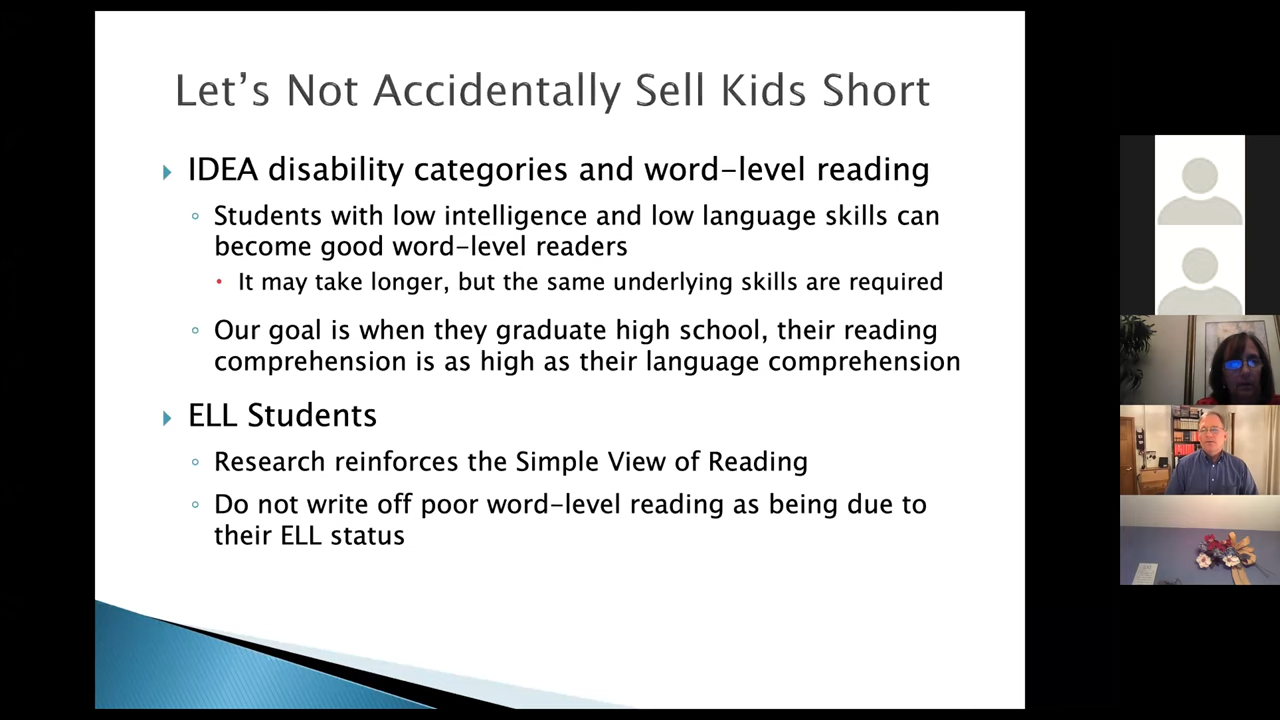 Let's Not Accidentally Sell Kids Short
IDEA disability categories and word-level reading
Students with low intelligence and low language skills can
become good word-level readers
It may take longer, but the same underlying skills are required
Our goal is when they graduate high school, their reading
comprehension is as high as their language comprehension
ELL Students
Research reinforces the Simple View of Reading
Do not write off poor word-level reading as being due to
their ELL status